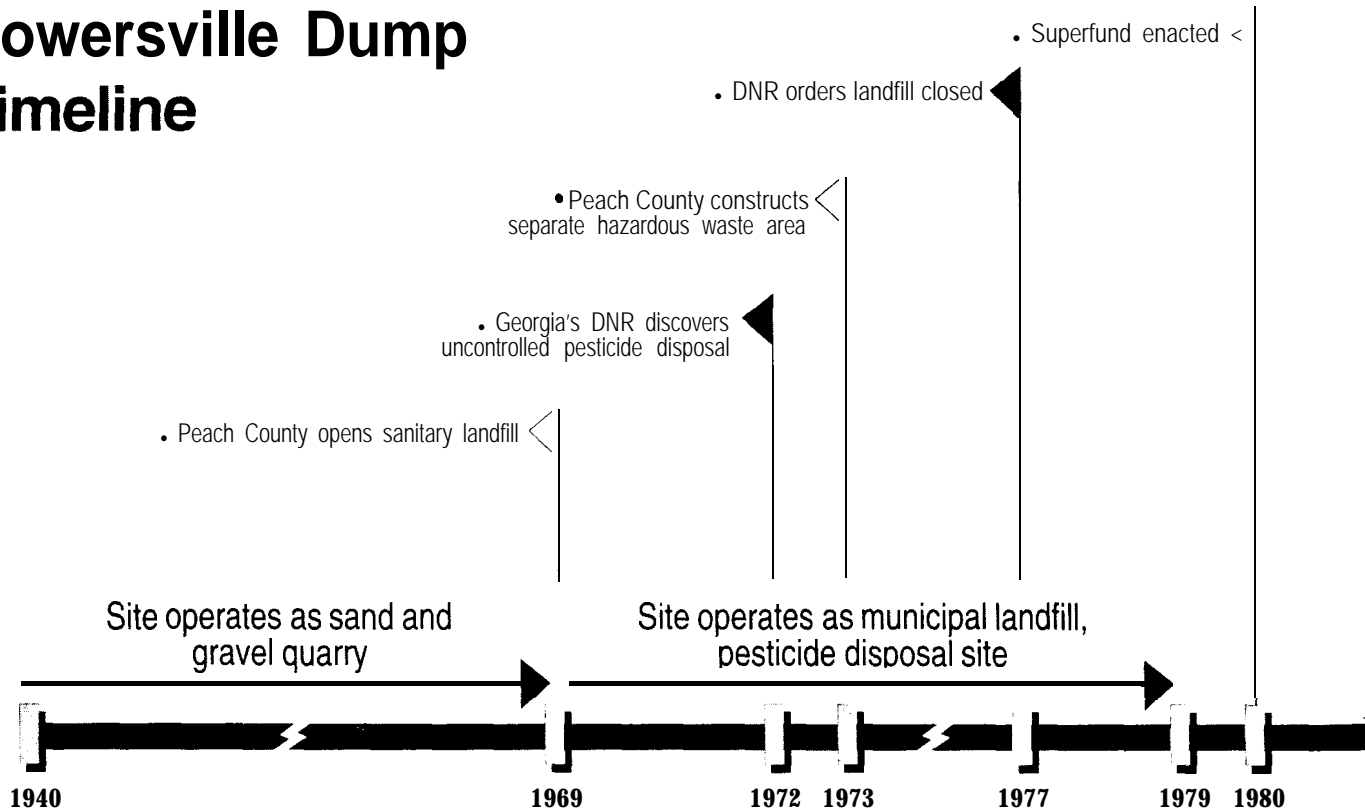 owersville Dump
imeline
• Superfund enacted <
• DNR orders landfill closed
• Peach County constructs
separate hazardous waste area
• Georgia's DNR discovers
uncontrolled pesticide disposal
• Peach County opens sanitary landfill
Site operates as sand and
gravel quarry
Site operates as municipal landfill,
pesticide disposal site
1940 1969 1972 1973 1977 1979 1980